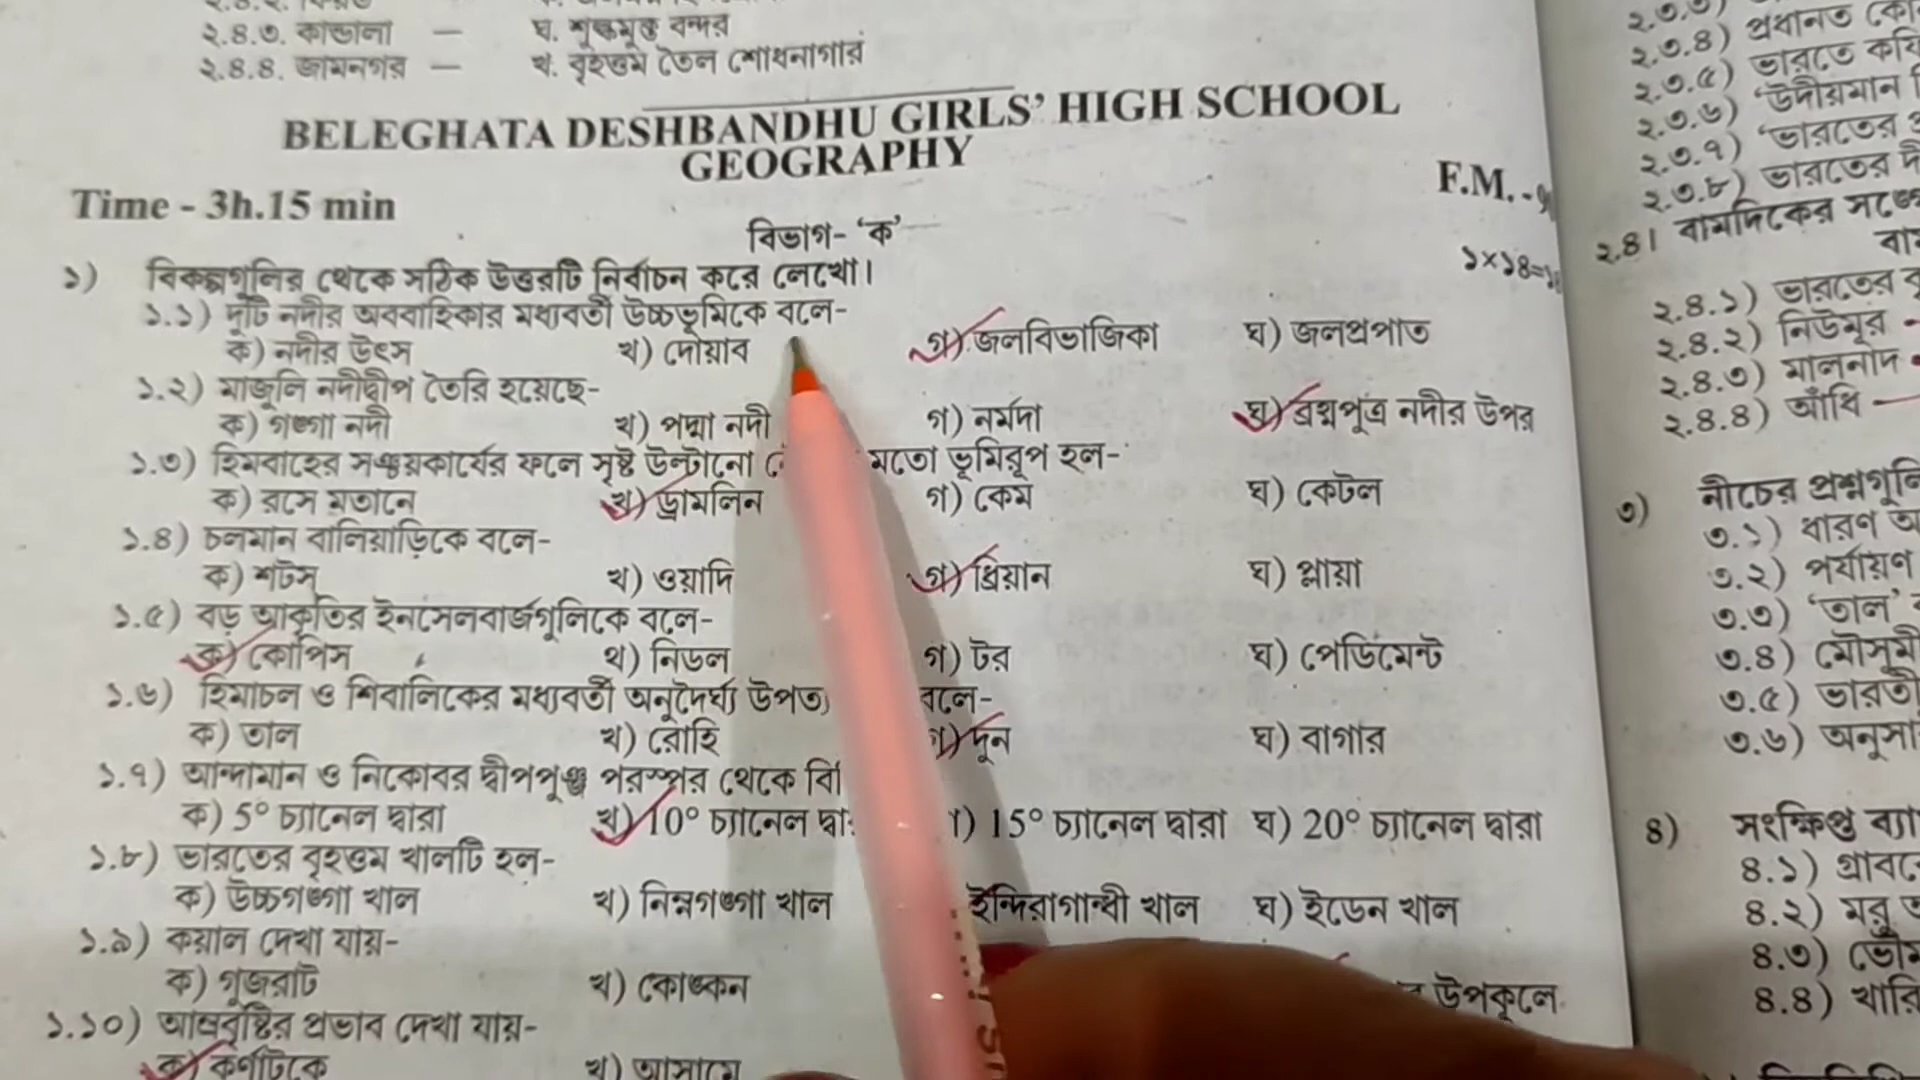 ২.৪.৩. কান্ডালা — ঘ. শুল্কমুক্ত বন্দর
২.৪.৪. জামনগর — খ. বৃহত্তম তৈল শোধনাগার
BELEGHATA DESHBANDHU GIRLS' HIGH SCHOOL
GEOGRAPHY
Time - 3h.15 min F.M. -
বিভাগ- 'ক'
১) বিকল্পগুলির থেকে সঠিক উত্তরটি নির্বাচন করে লেখো। ১×১৪=
১.১) দুটি নদীর অববাহিকার মধ্যবর্তী উচ্চভূমিকে বলে-
ক) নদীর উৎস খ) দোয়াব গ) জলবিভাজিকা ঘ) জলপ্রপাত
১.২) মাজুলি নদীদ্বীপ তৈরি হয়েছে-
ক) গঙ্গা নদী খ) পদ্মা নদী গ) নর্মদা ঘ) ব্রহ্মপুত্র নদীর উপর
১.৩) হিমবাহের সঞ্চয়কার্যের ফলে সৃষ্ট উল্টানো মতো ভূমিরূপ হল-
ক) রসে মতানে খ) ড্রামলিন গ) কেম ঘ) কেটল
১.৪) চলমান বালিয়াড়িকে বলে-
ক) শটস্ খ) ওয়াদি গ) থ্রিয়ান ঘ) প্লায়া
১.৫) বড় আকৃতির ইনসেলবার্জগুলিকে বলে-
ক) কোপিস খ) নিডল গ) টর ঘ) পেডিমেন্ট
১.৬) হিমাচল ও শিবালিকের মধ্যবর্তী অনুদৈর্ঘ্য বলে-
ক) তাল খ) রোহি গ) দুন ঘ) বাগার
১.৭) আন্দামান ও নিকোবর দ্বীপপুঞ্জ পরস্পর থেকে
ক) 5° চ্যানেল দ্বারা খ) 10° চ্যানেল 15° চ্যানেল দ্বারা ঘ) 20° চ্যানেল দ্বারা
১.৮) ভারতের বৃহত্তম খালটি হল-
ক) উচ্চগঙ্গা খাল খ) নিম্নগঙ্গা খাল ইন্দিরাগান্ধী খাল ঘ) ইডেন খাল
১.৯) কয়াল দেখা যায়-
ক) গুজরাট খ) কোঙ্কন উপকূলে
১.১০) আম্রবৃষ্টির প্রভাব দেখা যায়-
ক) কর্ণাটকে খ) আসামে
২.৩.৪) প্রধানত
২.৩.৫) ভারতে
২.৩.৬) 'উদীয়মান
২.৩.৭) 'ভারতের
২.৩.৮) ভারতের
২.৪। বামদিকের সঙ্গে
২.৪.১) ভারতের
২.৪.২) নিউমুর -
২.৪.৩) মালনাদ
২.৪.৪) আঁধি —
৩) নীচের
৩.১) ধারণ
৩.২) পর্যায়ণ
৩.৩) 'তাল'
৩.৪)
৩.৫)
৩.৬)
৪) সংক্ষিপ্ত
৪.১)
৪.২) মরু
৪.৩)
৪.৪)